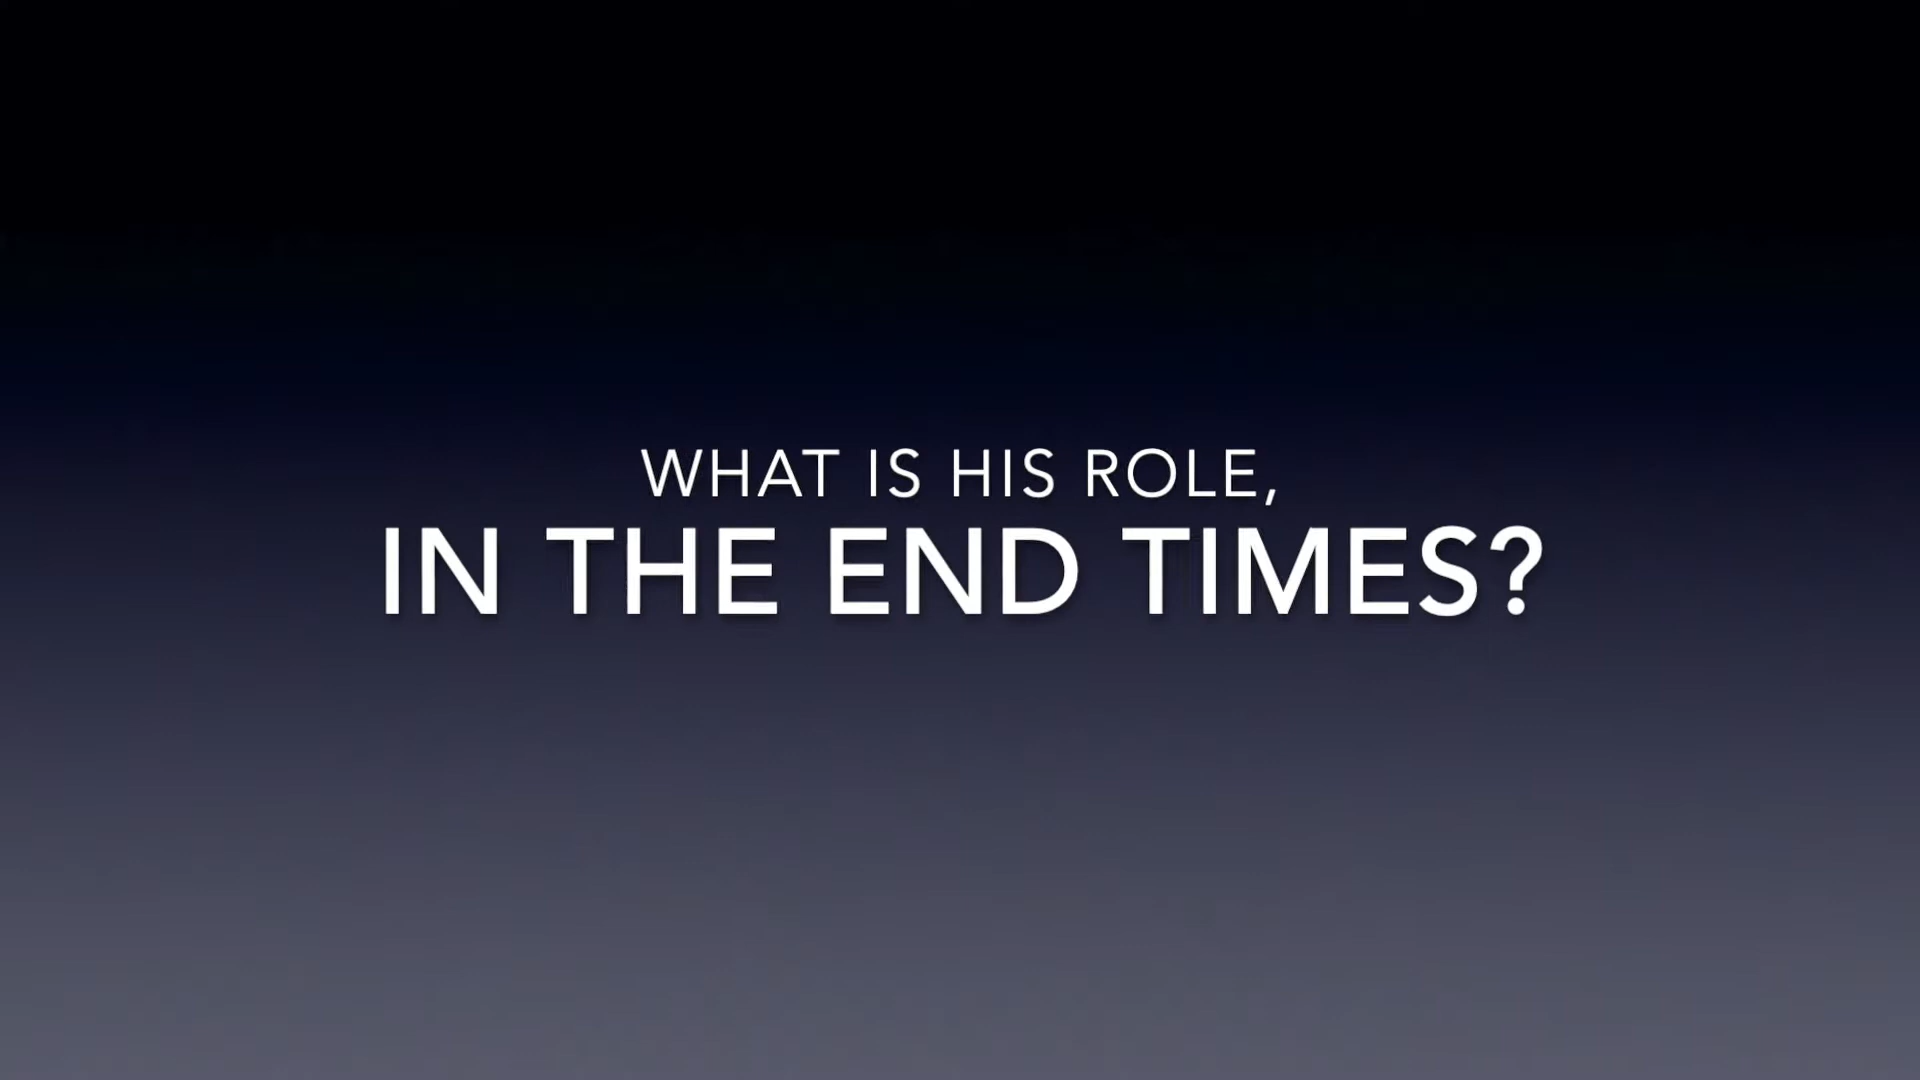 WHAT IS HIS ROLE,
IN THE END TIMES?